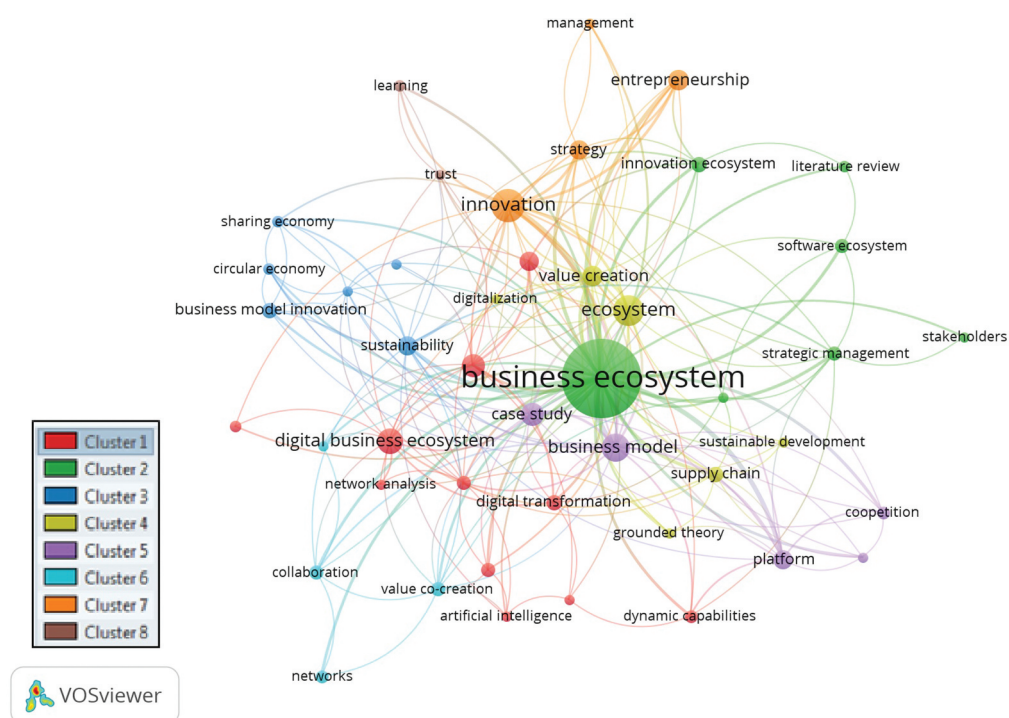 management
entrepreneurship
learning
strategy
innovation ecosystem
literature review
trust
innovation
sharing economy
software ecosystem
circular economy
value creation
digitalization
business model innovation
ecosystem
stakeholders
sustainability
strategic management
business ecosystem
case study
digital business ecosystem
business model
sustainable development
supply chain
network analysis
digital transformation
coopetition
grounded theory
platform
collaboration
value co-creation
artificial intelligence
dynamic capabilities
networks
Cluster 1
Cluster 2
Cluster 3
Cluster 4
Cluster 5
Cluster 6
Cluster 7
Cluster 8
VOSviewer